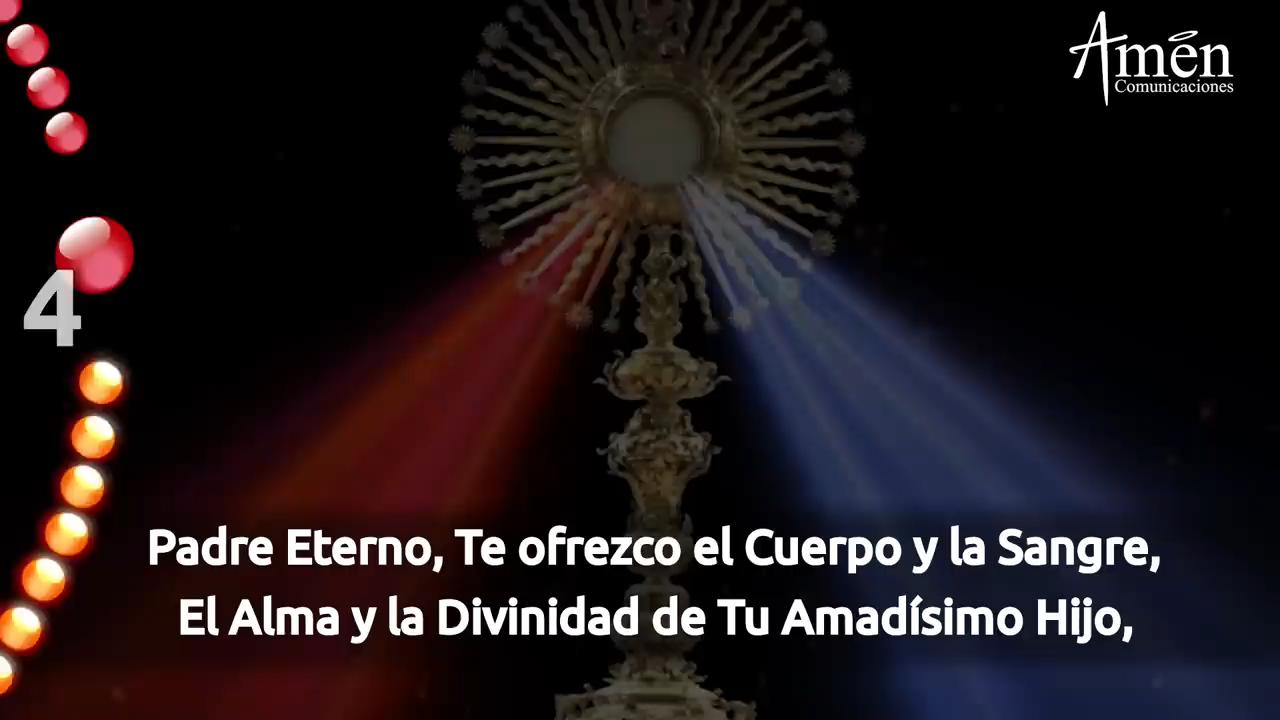 Amén
Comunicaciones
4
Padre Eterno, Te ofrezco el Cuerpo y la Sangre,
El Alma y la Divinidad de Tu Amadísimo Hijo,